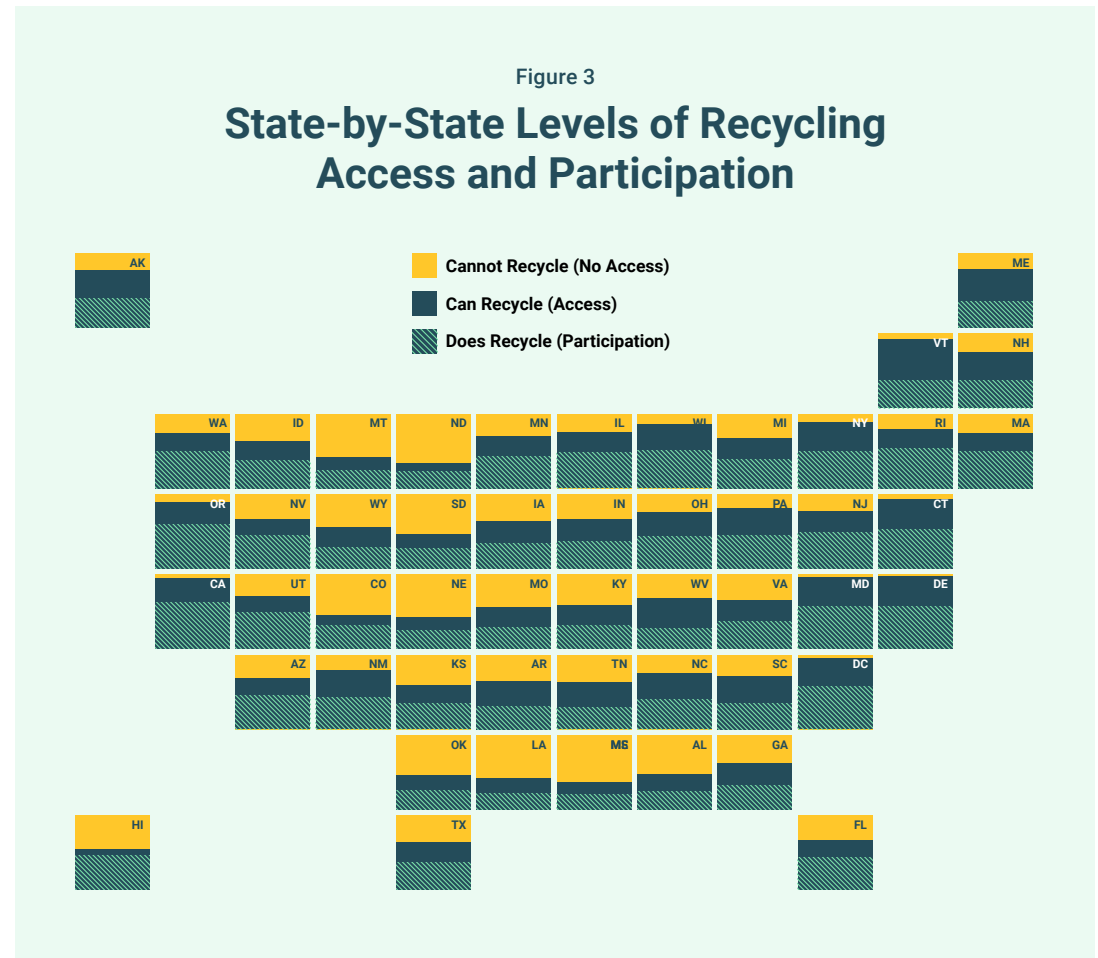 Figure 3
State-by-State Levels of Recycling
Access and Participation
AK
Cannot Recycle (No Access)
ME
Can Recycle (Access)
Does Recycle (Participation)
VT NH
WA ID MT ND MN IL WI MI NY RI MA
OR NV WY SD IA IN OH PA NJ CT
CA UT CO NE MO KY WV VA MD DE
AZ NM KS AR TN NC SC DC
OK LA AL GA
HI TX FL